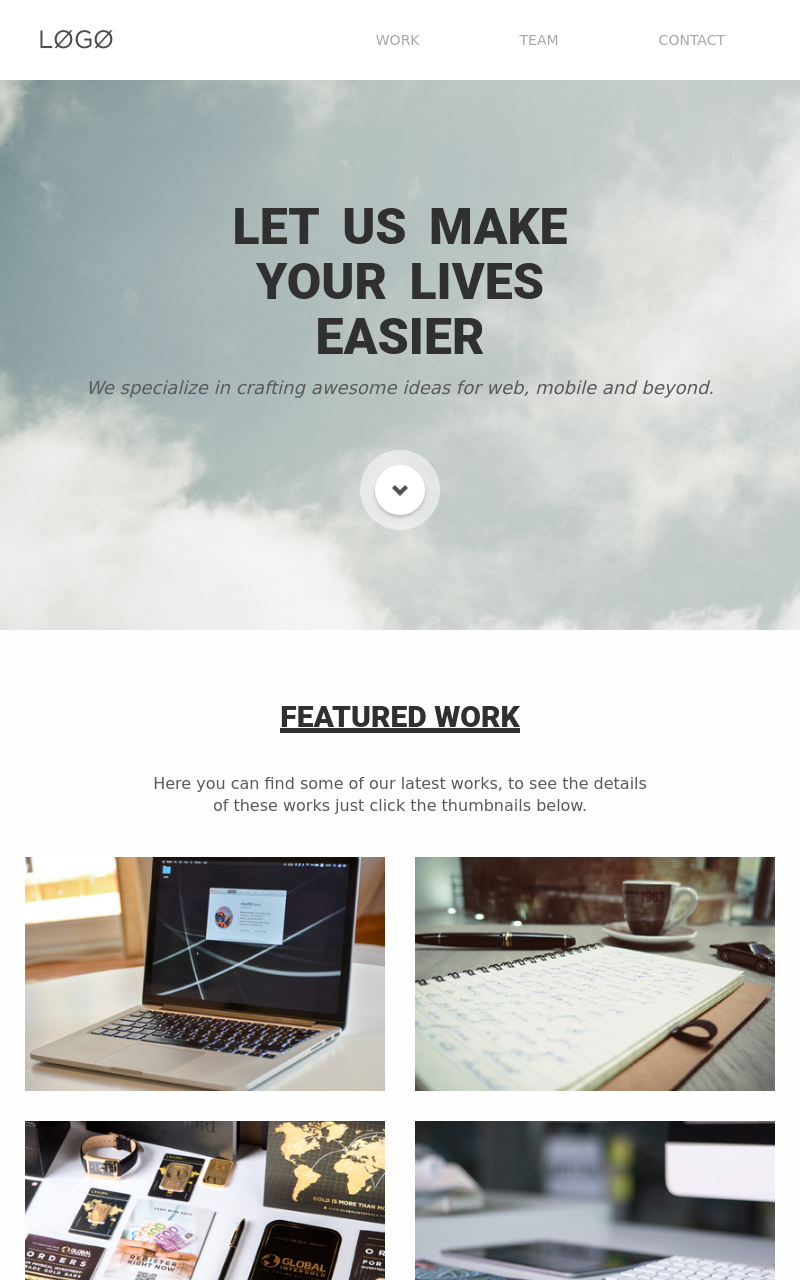 LØGØ
WORK
TEAM
CONTACT
LET US MAKE
YOUR LIVES
EASIER
We specialize in crafting awesome ideas for web, mobile and beyond.
FEATURED WORK
Here you can find some of our latest works, to see the details
of these works just click the thumbnails below.
1963
GOLD IS MORE THAN
REGISTER
RIGHT NOW
GLOBAL
INTERGOLD
ORDERS
GLOBAL